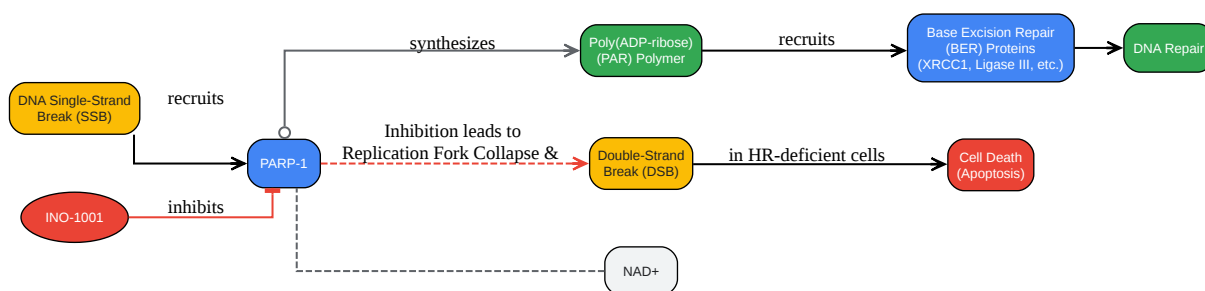 synthesizes
Poly(ADP-ribose)
(PAR) Polymer
recruits
Base Excision Repair
(BER) Proteins
(XRCC1, Ligase III, etc.)
DNA Repair
DNA Single-Strand
Break (SSB)
recruits
PARP-1
Inhibition leads to
Replication Fork Collapse &
Double-Strand
Break (DSB)
in HR-deficient cells
Cell Death
(Apoptosis)
INO-1001
inhibits
NAD+